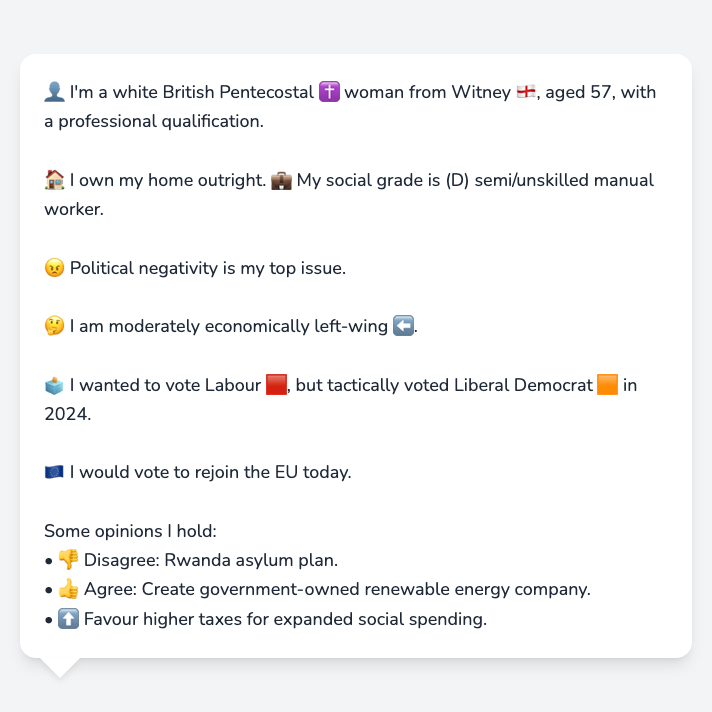 👤 I'm a white British Pentecostal ✝️ woman from Witney 🏴󠁧󠁢󠁥󠁮󠁧󠁿, aged 57, with
a professional qualification.
🏠 I own my home outright. 💼 My social grade is (D) semi/unskilled manual
worker.
😠 Political negativity is my top issue.
🤔 I am moderately economically left-wing ⬅️.
🗳️ I wanted to vote Labour 🟥, but tactically voted Liberal Democrat 🟧 in
2024.
🇪🇺 I would vote to rejoin the EU today.
Some opinions I hold:
• 👎 Disagree: Rwanda asylum plan.
• 👍 Agree: Create government-owned renewable energy company.
• ⬆️ Favour higher taxes for expanded social spending.